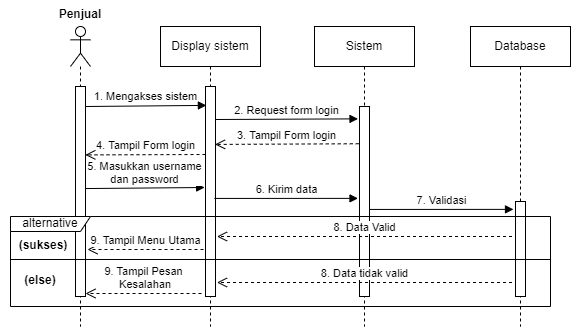 Penjual
Display sistem
Sistem
Database
1. Mengakses sistem
2. Request form login
3. Tampil Form login
4. Tampil Form login
5. Masukkan username
dan password
6. Kirim data
7. Validasi
alternative
8. Data Valid
(sukses)
9. Tampil Menu Utama
(else)
9. Tampil Pesan
Kesalahan
8. Data tidak valid